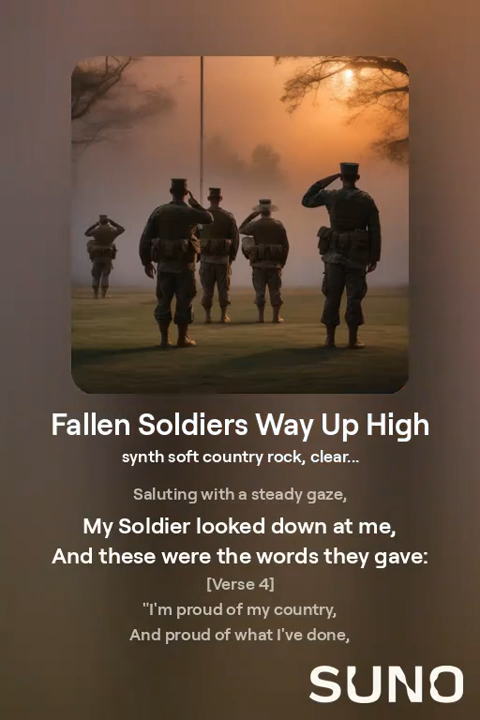 Fallen Soldiers Way Up High
synth soft country rock, clear...
Saluting with a steady gaze,
My Soldier looked down at me,
And these were the words they gave:
[Verse 4]
"I'm proud of my country,
And proud of what I've done,
SUNO